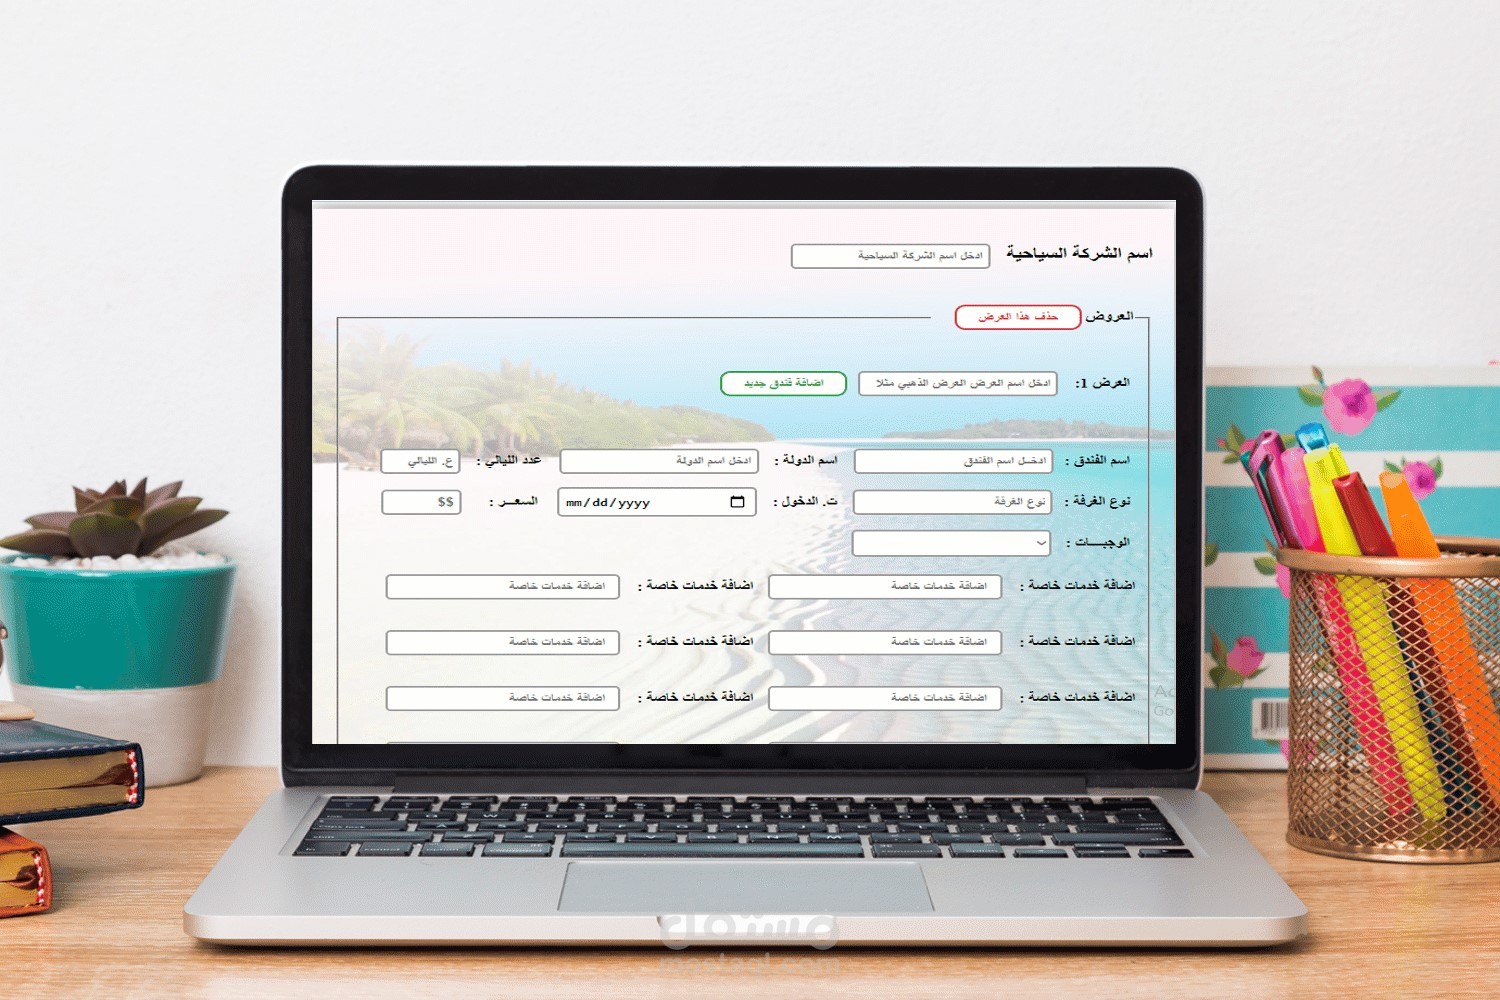 اسم الشركة السياحية ادخل اسم الشركة السياحية
العروض حذف هذا العرض
العرض 1: ادخل اسم العرض العرض الذهبي مثلا اضافة فندق جديد
اسم الفندق : ادخل اسم الفندق اسم الدولة : ادخل اسم الدولة عدد الليالي : ع. الليالي
نوع الغرفة : نوع الغرفة ت. الدخول : mm/dd/yyyy السعـــر : $$
الوجبـــات :
اضافة خدمات خاصة : اضافة خدمات خاصة اضافة خدمات خاصة : اضافة خدمات خاصة
اضافة خدمات خاصة : اضافة خدمات خاصة اضافة خدمات خاصة : اضافة خدمات خاصة
اضافة خدمات خاصة : اضافة خدمات خاصة اضافة خدمات خاصة : اضافة خدمات خاصة
مستقل
mostaql.com